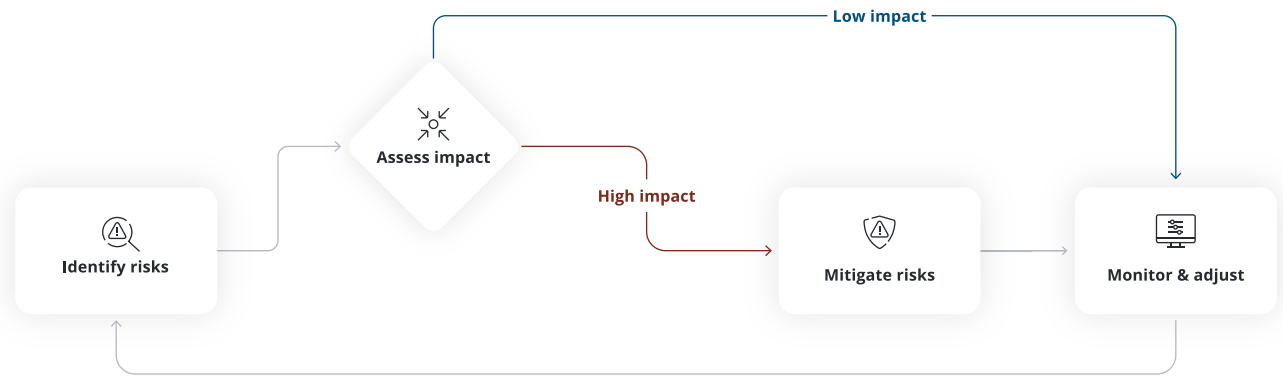 Low impact
Assess impact
High impact
Identify risks
Mitigate risks
Monitor & adjust